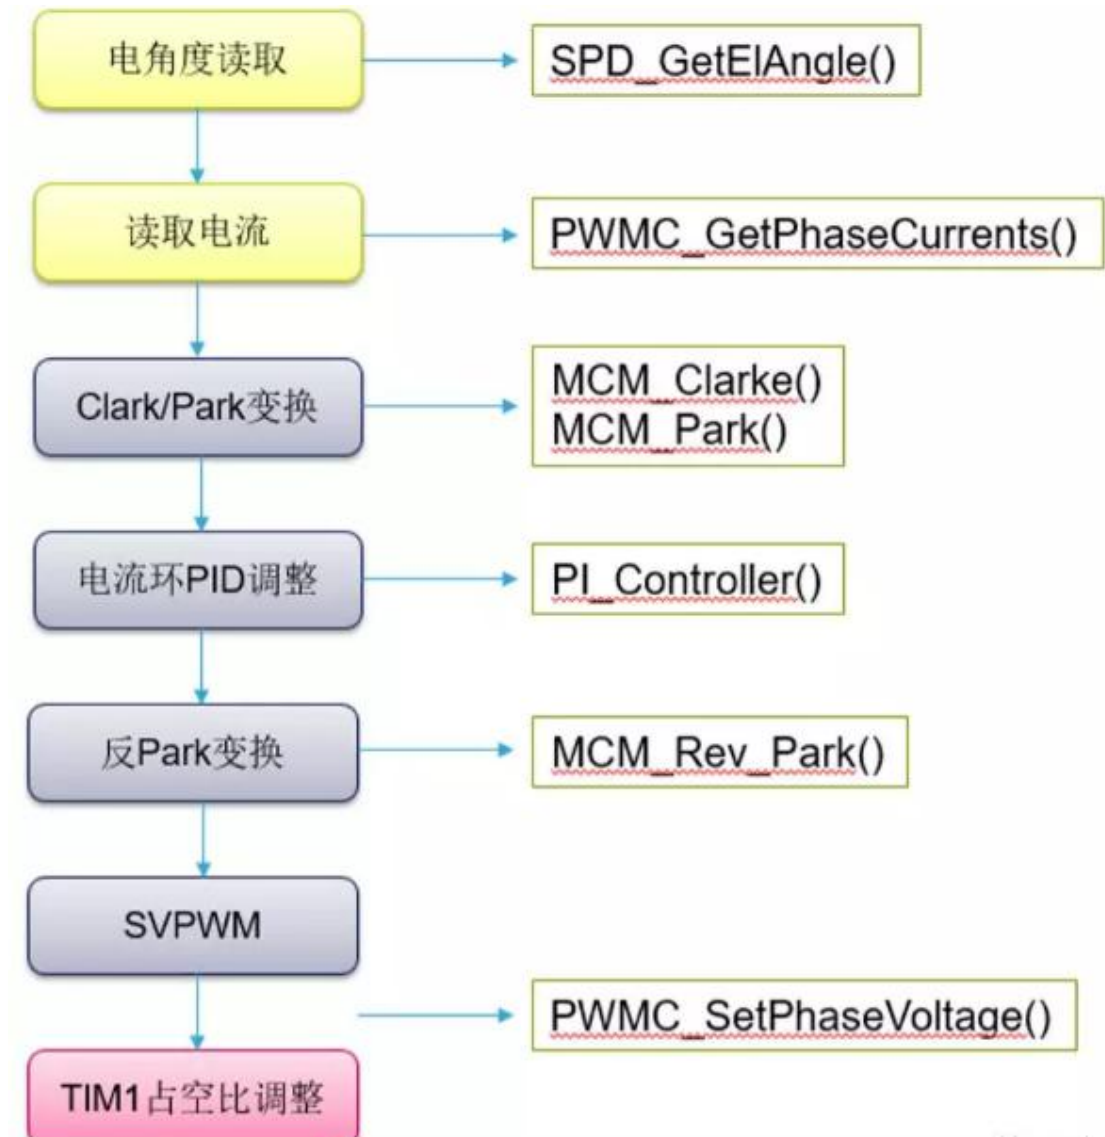 电角度读取
SPD_GetElAngle()
读取电流
PWMC_GetPhaseCurrents()
Clark/Park变换
MCM_Clarke()
MCM_Park()
电流环PID调整
PI_Controller()
反Park变换
MCM_Rev_Park()
SVPWM
PWMC_SetPhaseVoltage()
TIM1占空比调整